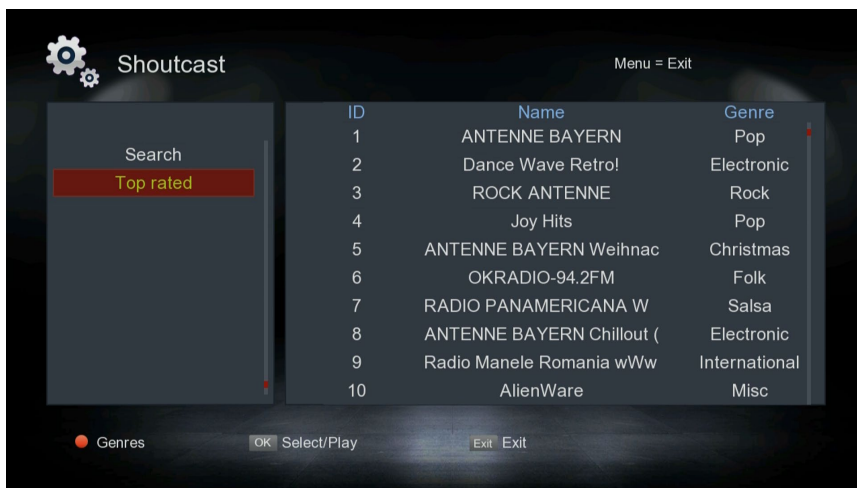 Shoutcast
Menu = Exit
Search
Top rated
ID Name Genre
1 ANTENNE BAYERN Pop
2 Dance Wave Retro! Electronic
3 ROCK ANTENNE Rock
4 Joy Hits Pop
5 ANTENNE BAYERN Weihnac Christmas
6 OKRADIO-94.2FM Folk
7 RADIO PANAMERICANA W Salsa
8 ANTENNE BAYERN Chillout ( Electronic
9 Radio Manele Romania wWw International
10 AlienWare Misc
Genres OK Select/Play Exit Exit